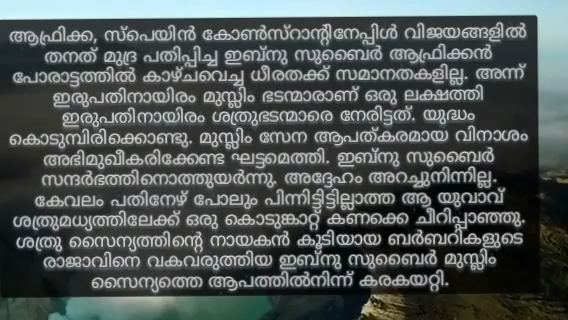 ആഫ്രിക്ക, സ്പെയിൻ കോൺസ്റാന്റിനേപ്പിൾ വിജയങ്ങളിൽ
തനത് മുദ്ര പതിപ്പിച്ച ഇബ്നു സുബൈർ ആഫ്രിക്കൻ
പോരാട്ടത്തിൽ കാഴ്ചവെച്ച ധീരതക്ക് സമാനതകളില്ല. അന്ന്
ഇരുപതിനായിരം മുസ്ലിം ഭടന്മാരാണ് ഒരു ലക്ഷത്തി
ഇരുപതിനായിരം ശത്രുഭടന്മാരെ നേരിട്ടത്. യുദ്ധം
കൊടുമ്പിരിക്കൊണ്ടു. മുസ്ലിം സേന ആപത്കരമായ വിനാശം
അഭിമുഖീകരിക്കേണ്ട ഘട്ടമെത്തി. ഇബ്നു സുബൈർ
സന്ദർഭത്തിനൊത്തുയർന്നു. അദ്ദേഹം അറച്ചുനിന്നില്ല.
കേവലം പതിനേഴ് പോലും പിന്നിട്ടിട്ടില്ലാത്ത ആ യുവാവ്
ശത്രുമധ്യത്തിലേക്ക് ഒരു കൊടുങ്കാറ്റ് കണക്കെ ചീറിപ്പാഞ്ഞു.
ശത്രു സൈന്യത്തിന്റെ നായകൻ കൂടിയായ ബർബറികളുടെ
രാജാവിനെ വകവരുത്തിയ ഇബ്നു സുബൈർ മുസ്ലിം
സൈന്യത്തെ ആപത്തിൽനിന്ന് കരകയറ്റി.